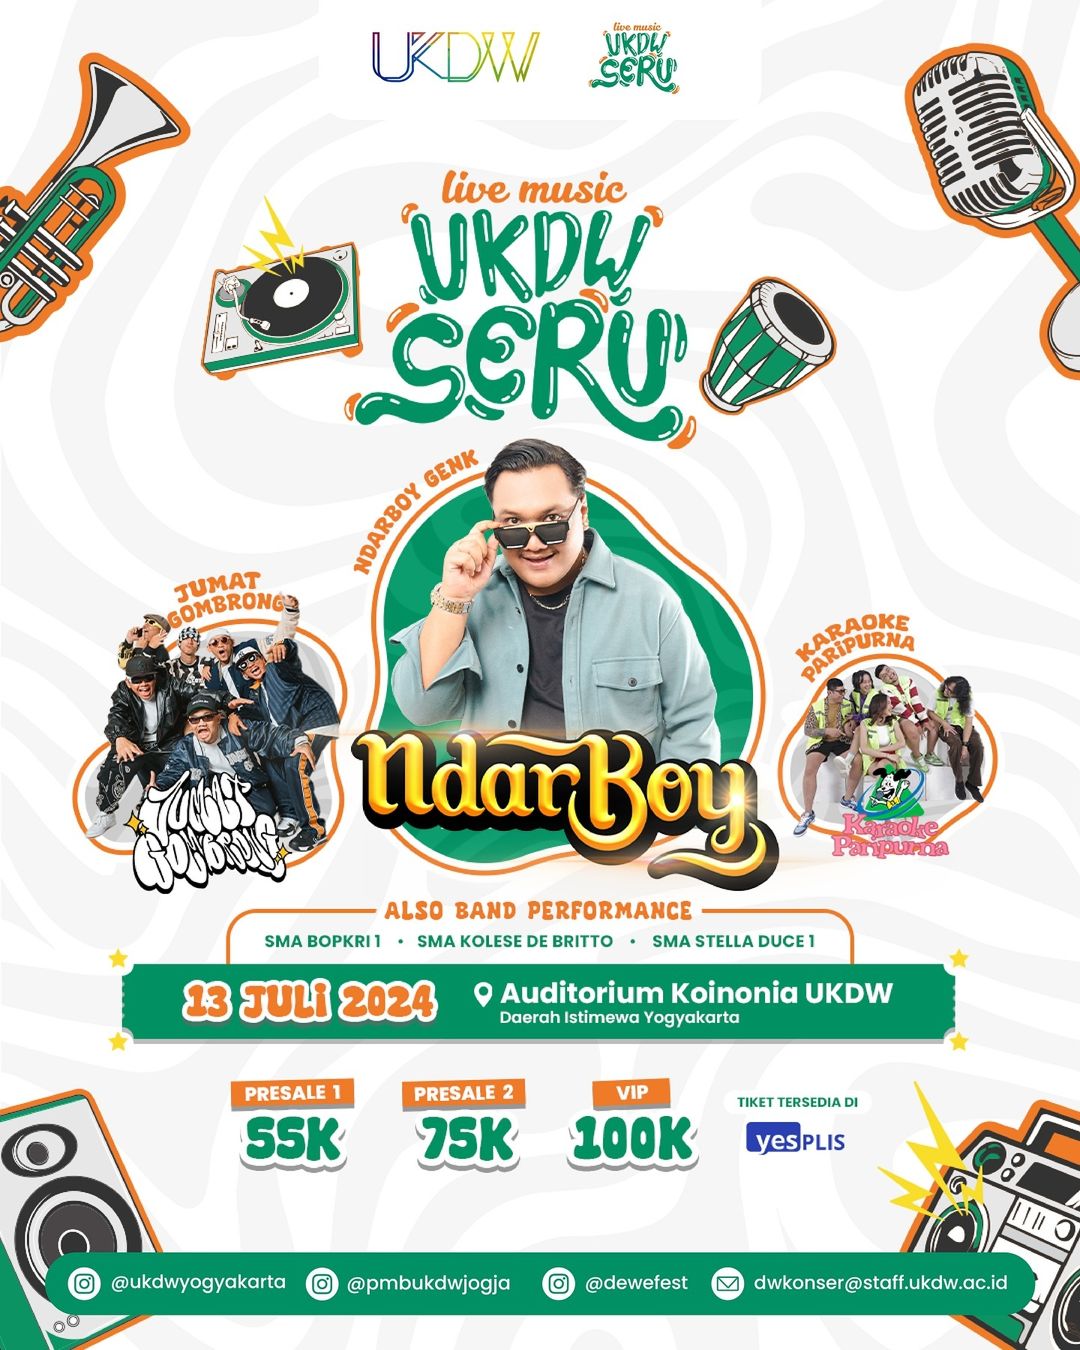 UKDW
live music
UKDW
SERU
live music
UKDW
SERU
NDARBOY GENK
JUMAT
GOMBRONG
KARAOKE
PARIPURNA
JUMAT
GOMBRONG
NdarBoy
Karaoke
Paripurna
ALSO BAND PERFORMANCE
SMA BOPKRI 1 • SMA KOLESE DE BRITTO • SMA STELLA DUCE 1
13 JULI 2024
Auditorium Koinonia UKDW
Daerah Istimewa Yogyakarta
PRESALE 1
55K
PRESALE 2
75K
VIP
100K
TIKET TERSEDIA DI
yesPLIS
@ukdwyogyakarta
@pmbukdwjogja
@dewefest
dwkonser@staff.ukdw.ac.id